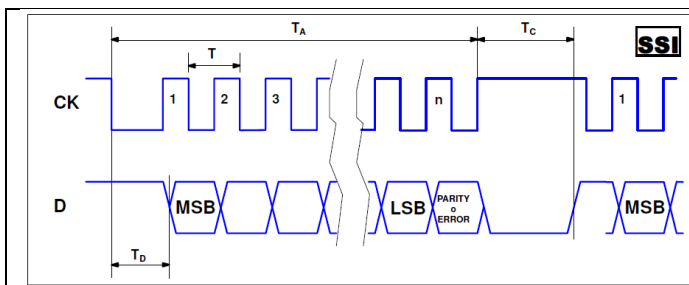 TA TC
SSI
T
CK 1 2 3 n 1
D MSB LSB PARITY o ERROR MSB
TD